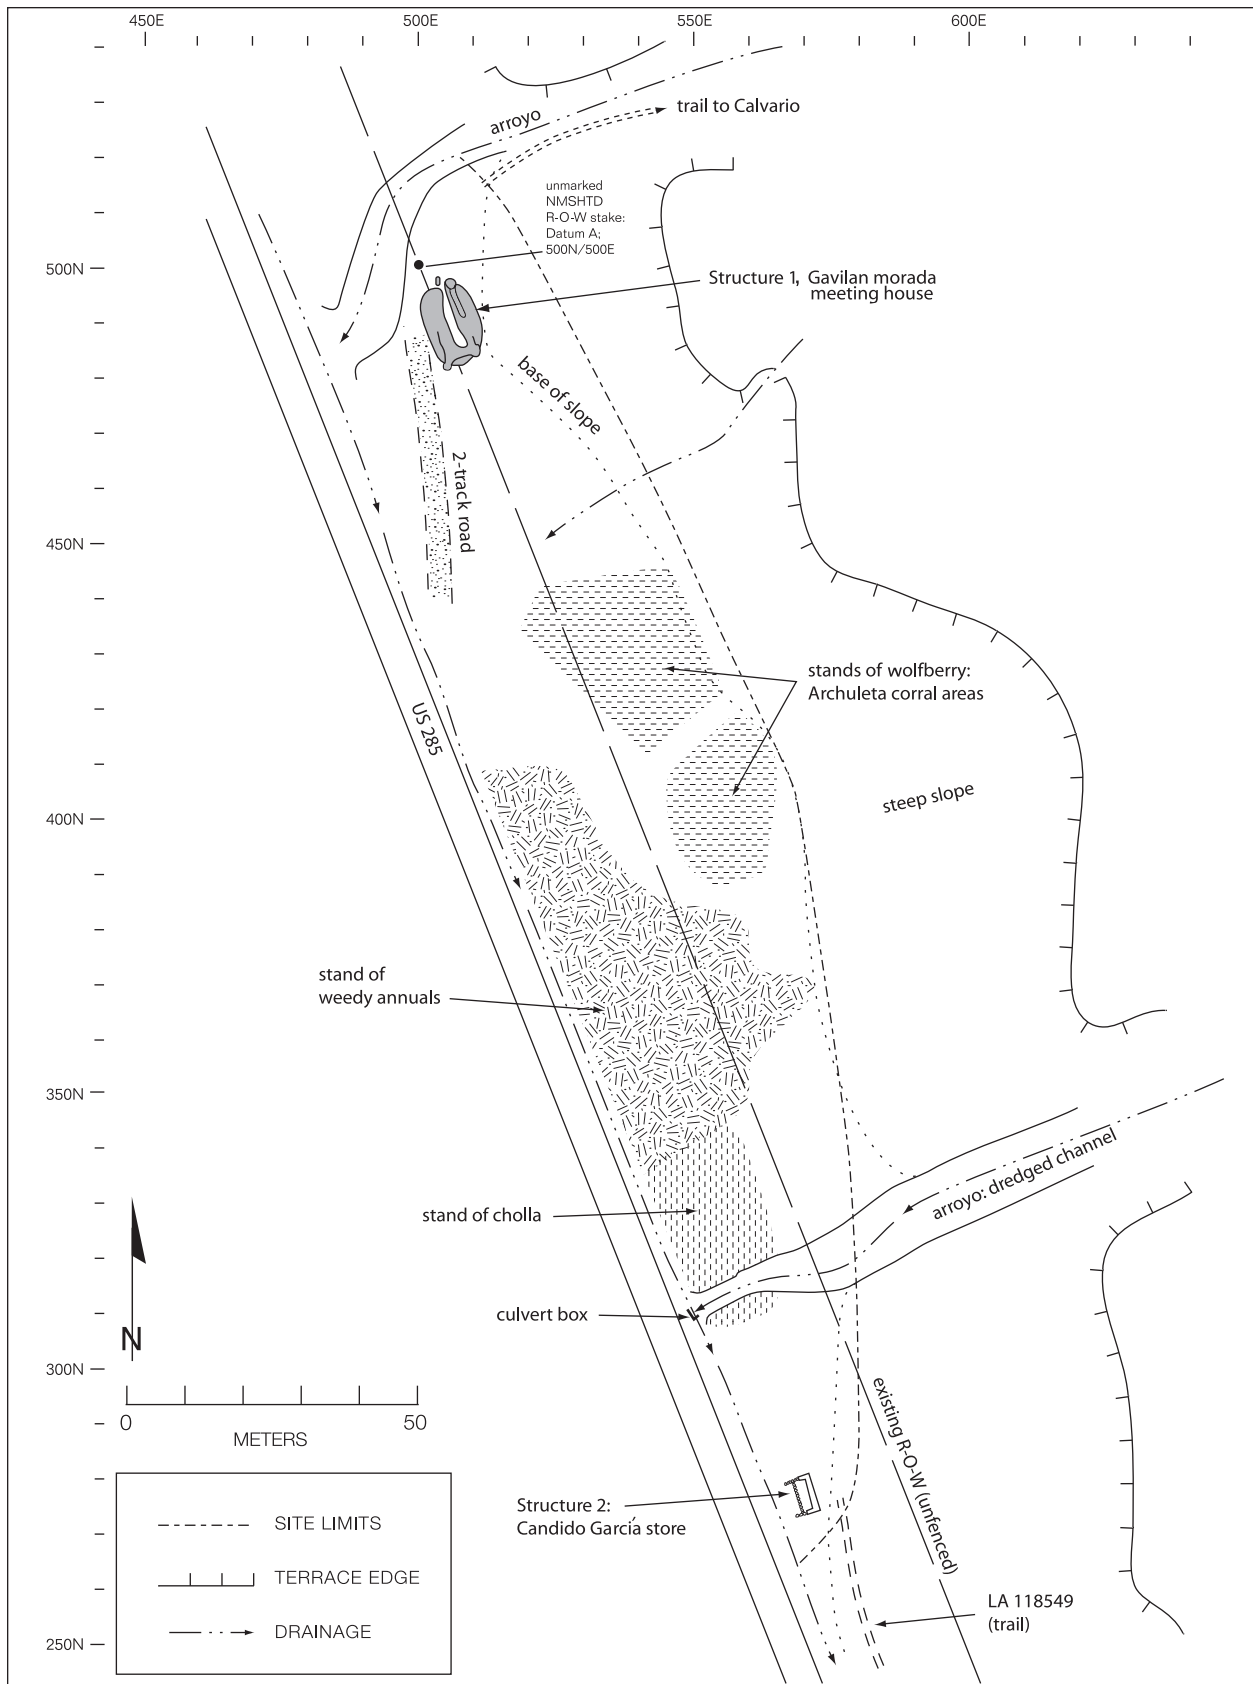 450E 500E 550E 600E
trail to Calvario
arroyo
unmarked
NMSHTD
R-O-W stake:
Datum A;
500N/500E
500N
Structure 1, Gavilan morada
meeting house
base of slope
2-track road
450N
stands of wolfberry:
Archuleta corral areas
US 285
steep slope
400N
stand of
weedy annuals
350N
arroyo: dredged channel
stand of cholla
culvert box
N
300N
existing R-O-W (unfenced)
0 50
METERS
Structure 2:
Candido García store
SITE LIMITS
TERRACE EDGE
DRAINAGE
LA 118549
(trail)
250N